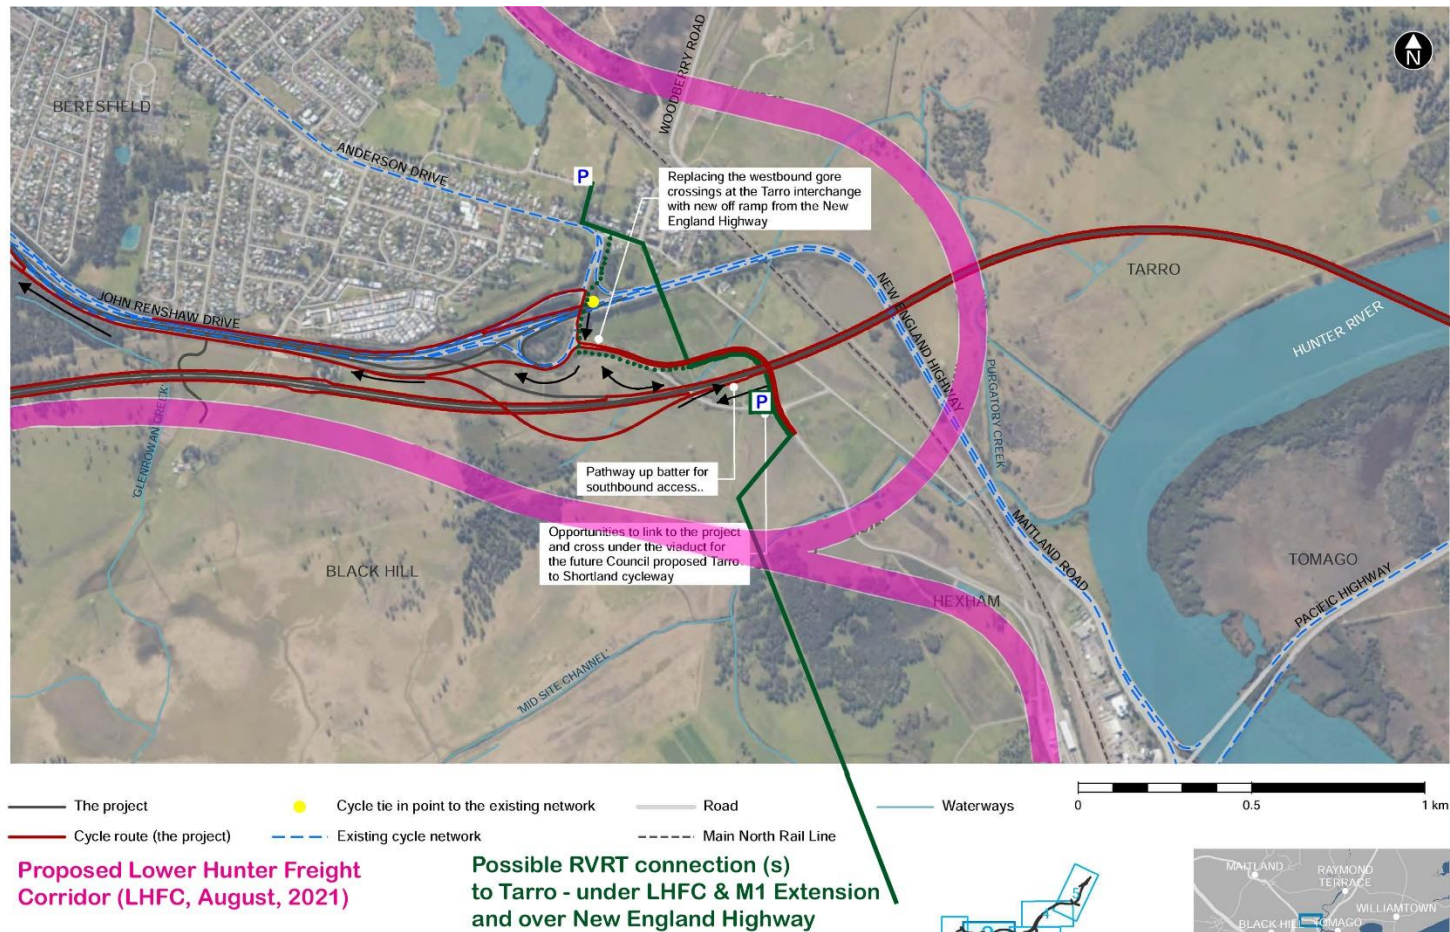 N
BERESFIELD
WOODBERRY ROAD
ANDERSON DRIVE
P
Replacing the westbound gore
crossings at the Tarro interchange
with new off ramp from the New
England Highway
TARRO
JOHN RENSHAW DRIVE
NEW ENGLAND HIGHWAY
HUNTER RIVER
PURGATORY CREEK
'GLENROWAN CREEK'
P
Pathway up batter for
southbound access..
Opportunities to link to the project
and cross under the viaduct for
the future Council proposed Tarro
to Shortland cycleway
BLACK HILL
MAITLAND ROAD
TOMAGO
HEXHAM
PACIFIC HIGHWAY
'MID SITE CHANNEL'
The project
Cycle tie in point to the existing network
Road
Waterways
0 0.5 1 km
Cycle route (the project)
Existing cycle network
Main North Rail Line
Proposed Lower Hunter Freight
Corridor (LHFC, August, 2021)
Possible RVRT connection (s)
to Tarro - under LHFC & M1 Extension
and over New England Highway
MAITLAND
RAYMOND
TERRACE
WILLIAMTOWN
BLACK HILL
TOMAGO